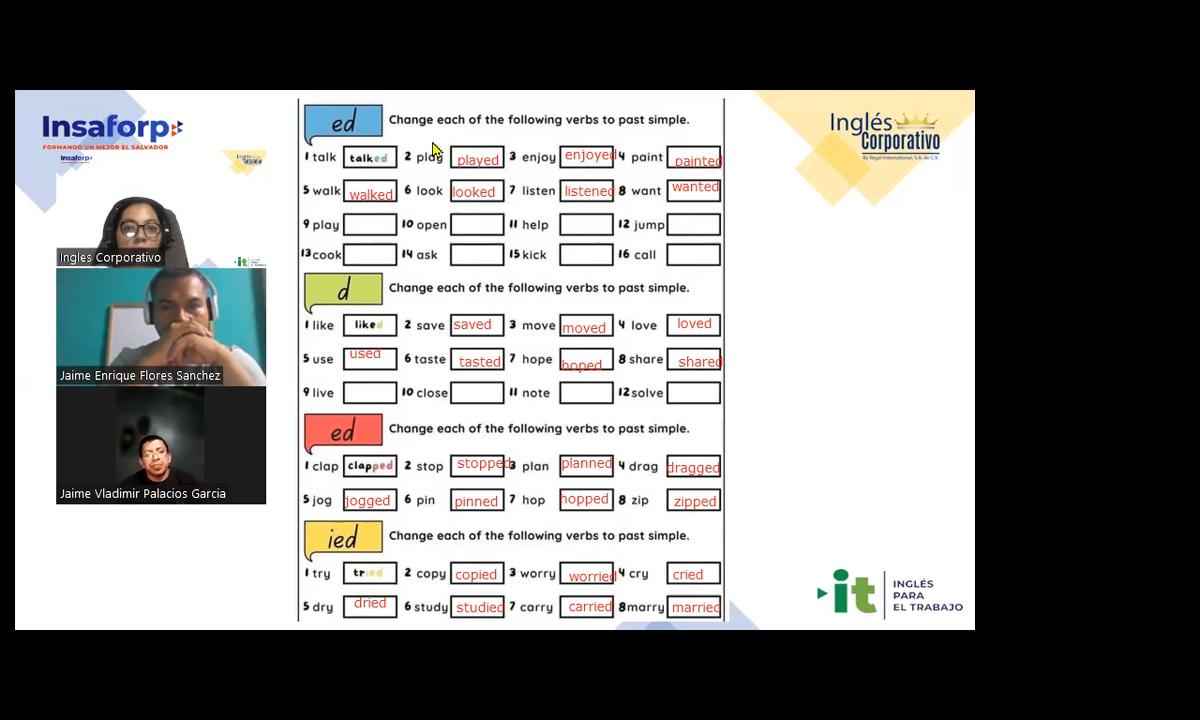 Insaforp
FORMANDO UN MEJOR EL SALVADOR
Insaforp
Inglés
Corporativo
By Regal International, S.A. de C.V.
Ingles Corporativo
Jaime Enrique Flores Sanchez
Jaime Vladimir Palacios Garcia
ed Change each of the following verbs to past simple.
1 talk talked 2 play played 3 enjoy enjoyed 4 paint painted
5 walk walked 6 look looked 7 listen listened 8 want wanted
9 play 10 open 11 help 12 jump
13 cook 14 ask 15 kick 16 call
d Change each of the following verbs to past simple.
1 like liked 2 save saved 3 move moved 4 love loved
5 use used 6 taste tasted 7 hope hoped 8 share shared
9 live 10 close 11 note 12 solve
ed Change each of the following verbs to past simple.
1 clap clapped 2 stop stopped 3 plan planned 4 drag dragged
5 jog jogged 6 pin pinned 7 hop hopped 8 zip zipped
ied Change each of the following verbs to past simple.
1 try tried 2 copy copied 3 worry worried 4 cry cried
5 dry dried 6 study studied 7 carry carried 8 marry married
it
it
INGLÉS
PARA
EL TRABAJO